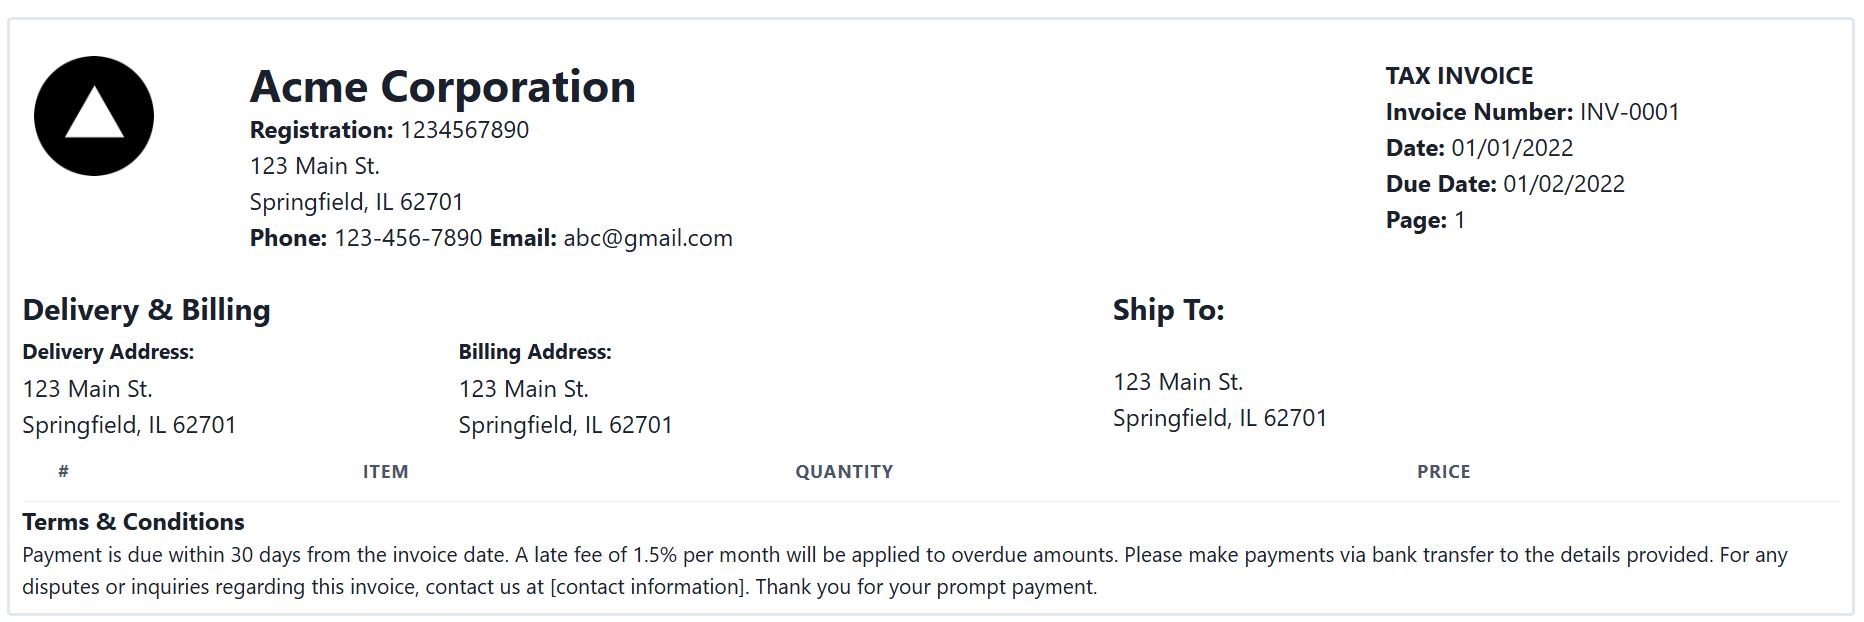 Acme Corporation
Registration: 1234567890
123 Main St.
Springfield, IL 62701
Phone: 123-456-7890 Email: abc@gmail.com
TAX INVOICE
Invoice Number: INV-0001
Date: 01/01/2022
Due Date: 01/02/2022
Page: 1
Delivery & Billing
Delivery Address:
123 Main St.
Springfield, IL 62701
Billing Address:
123 Main St.
Springfield, IL 62701
Ship To:
123 Main St.
Springfield, IL 62701
# ITEM QUANTITY PRICE
Terms & Conditions
Payment is due within 30 days from the invoice date. A late fee of 1.5% per month will be applied to overdue amounts. Please make payments via bank transfer to the details provided. For any
disputes or inquiries regarding this invoice, contact us at [contact information]. Thank you for your prompt payment.